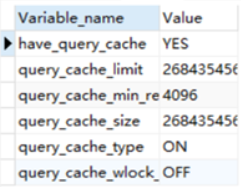 Variable_name Value
have_query_cache YES
query_cache_limit 268435456
query_cache_min_re 4096
query_cache_size 268435456
query_cache_type ON
query_cache_wlock_ OFF